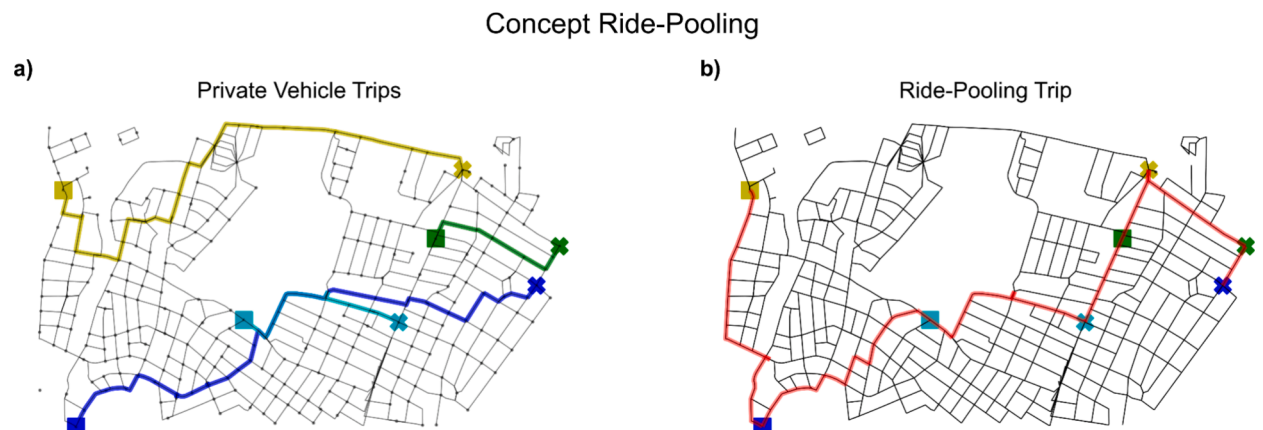 Concept Ride-Pooling
a)
Private Vehicle Trips
b)
Ride-Pooling Trip